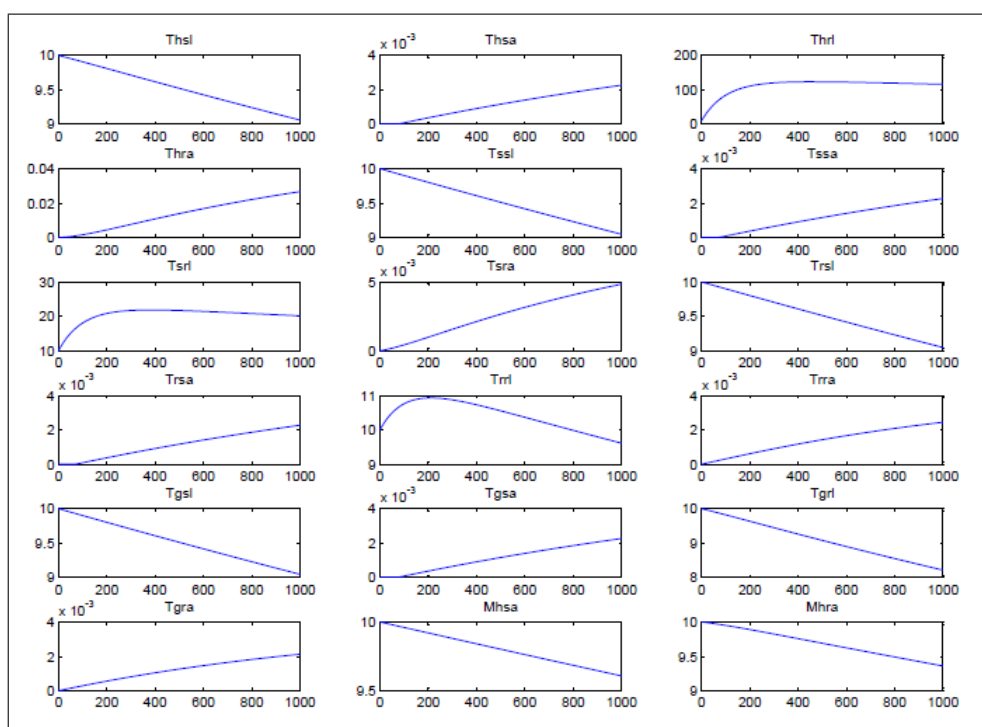 Thsl Thsa Thrl
10 9.5 9 0 200 400 600 800 1000
x 10^-3 4 2 0 0 200 400 600 800 1000
200 100 0 0 200 400 600 800 1000
Thra Tssl Tssa
0.04 0.02 0 0 200 400 600 800 1000
10 9.5 9 0 200 400 600 800 1000
x 10^-3 4 2 0 0 200 400 600 800 1000
Tsrl Tsra Trsl
30 20 10 0 200 400 600 800 1000
x 10^-3 5 0 0 200 400 600 800 1000
10 9.5 9 0 200 400 600 800 1000
Trsa Trrl Trra
x 10^-3 4 2 0 0 200 400 600 800 1000
11 10 9 0 200 400 600 800 1000
x 10^-3 4 2 0 0 200 400 600 800 1000
Tgsl Tgsa Tgrl
10 9.5 9 0 200 400 600 800 1000
x 10^-3 4 2 0 0 200 400 600 800 1000
10 9 8 0 200 400 600 800 1000
Tgra Mhsa Mhra
x 10^-3 4 2 0 0 200 400 600 800 1000
10 9.5 0 200 400 600 800 1000
10 9.5 9 0 200 400 600 800 1000